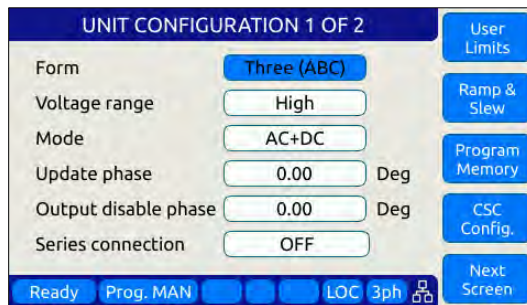 UNIT CONFIGURATION 1 OF 2
User
Limits
Form Three (ABC)
Voltage range High
Ramp &
Slew
Mode AC+DC
Program
Memory
Update phase 0.00 Deg
Output disable phase 0.00 Deg
CSC
Config.
Series connection OFF
Next
Screen
Ready Prog. MAN LOC 3ph